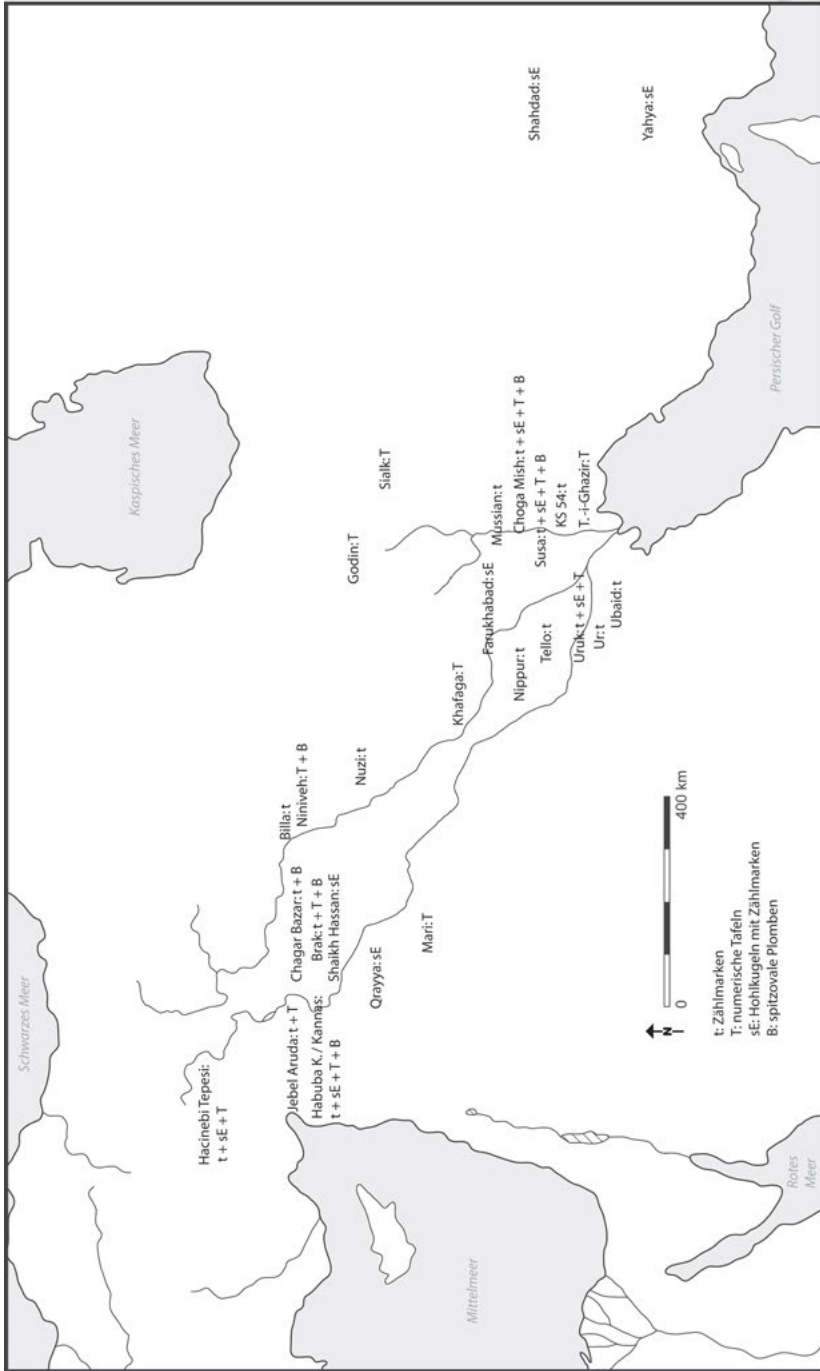 Schwarzes Meer
Kaspisches Meer
Hacinebi Tepesi:
t + sE + T
Jebel Aruda: t + T
Habuba K. / Kannas:
t + sE + T + B
Chagar Bazar: t + B
Brak: t + T + B
Shaikh Hassan: sE
Billa: t
Niniveh: T + B
Nuzi: t
Qrayya: sE
Mari: T
Godin: T
Sialk: T
Khafaga: T
Farukhabad: sE
Mussian: t
Choga Mish: t + sE + T + B
Susa: t + sE + T + B
KS 54: t
T.-i-Ghazir: T
Nippur: t
Tello: t
Uruk: t + sE + T
Ur: t
Ubaid: t
Shahdad: sE
Yahya: sE
Mittelmeer
Rotes
Meer
Persischer Golf
N
0 400 km
t: Zählmarken
T: numerische Tafeln
sE: Hohlkugeln mit Zählmarken
B: spitzovale Plomben